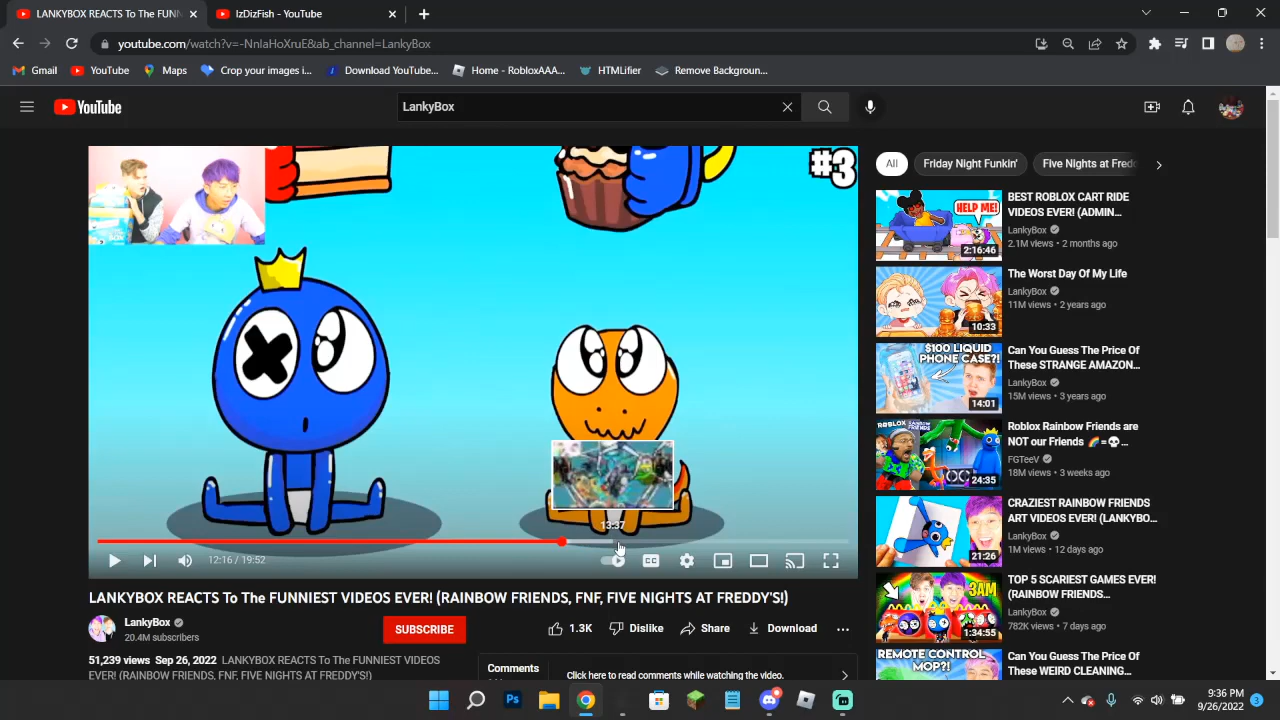 LANKYBOX REACTS To The FUNN
IzDizFish - YouTube
youtube.com/watch?v=-NnIaHoXruE&ab_channel=LankyBox
Gmail
YouTube
Maps
Crop your images i...
Download YouTube...
Home - RobloxAAA...
HTMLifier
Remove Backgroun...
YouTube
LankyBox
#3
13:37
12:16 / 19:52
CC
LANKYBOX REACTS To The FUNNIEST VIDEOS EVER! (RAINBOW FRIENDS, FNF, FIVE NIGHTS AT FREDDY'S!)
LankyBox
20.4M subscribers
SUBSCRIBE
1.3K
Dislike
Share
Download
51,239 views Sep 26, 2022 LANKYBOX REACTS To The FUNNIEST VIDEOS
EVER! (RAINBOW FRIENDS, FNF, FIVE NIGHTS AT FREDDY'S!)
Comments
Click here to read comments while watching the video.
All
Friday Night Funkin'
Five Nights at Fredd
HELP ME!
2:16:46
BEST ROBLOX CART RIDE
VIDEOS EVER! (ADMIN...
LankyBox
2.1M views • 2 months ago
10:33
The Worst Day Of My Life
LankyBox
11M views • 2 years ago
$100 LIQUID
PHONE CASE?!
14:01
Can You Guess The Price Of
These STRANGE AMAZON...
LankyBox
15M views • 3 years ago
ROBLOX
24:35
Roblox Rainbow Friends are
NOT our Friends 🌈=💀...
FGTeeV
18M views • 3 weeks ago
21:26
CRAZIEST RAINBOW FRIENDS
ART VIDEOS EVER! (LANKYBO...
LankyBox
1M views • 12 days ago
3AM
1:34:55
TOP 5 SCARIEST GAMES EVER!
(RAINBOW FRIENDS...
LankyBox
782K views • 7 days ago
REMOTE CONTROL
MOP?!
Can You Guess The Price Of
These WEIRD CLEANING...
Ps
9:36 PM
9/26/2022
3